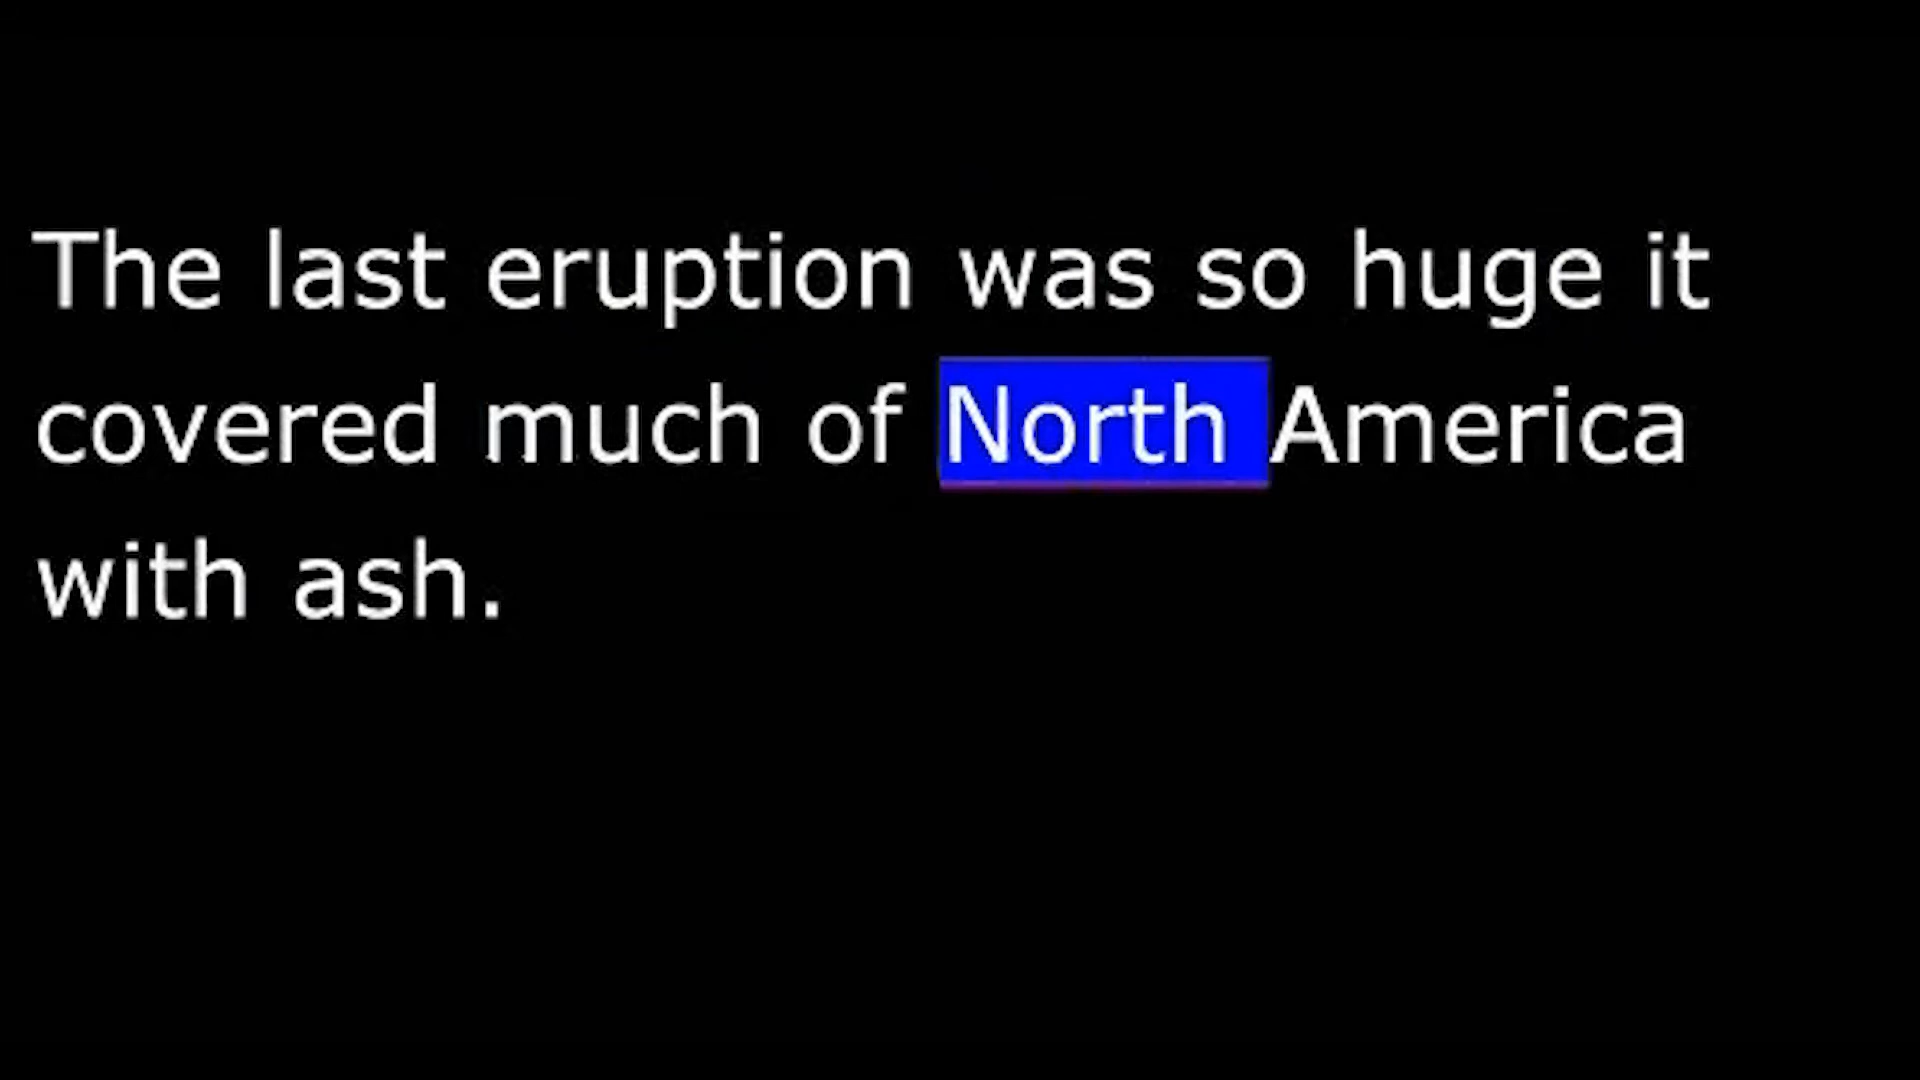 The last eruption was so huge it
covered much of North America
with ash.